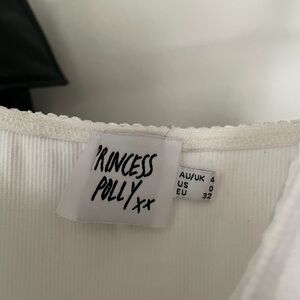 PRINCESS
POLLY xx
AU/UK 4
US 0
EU 32